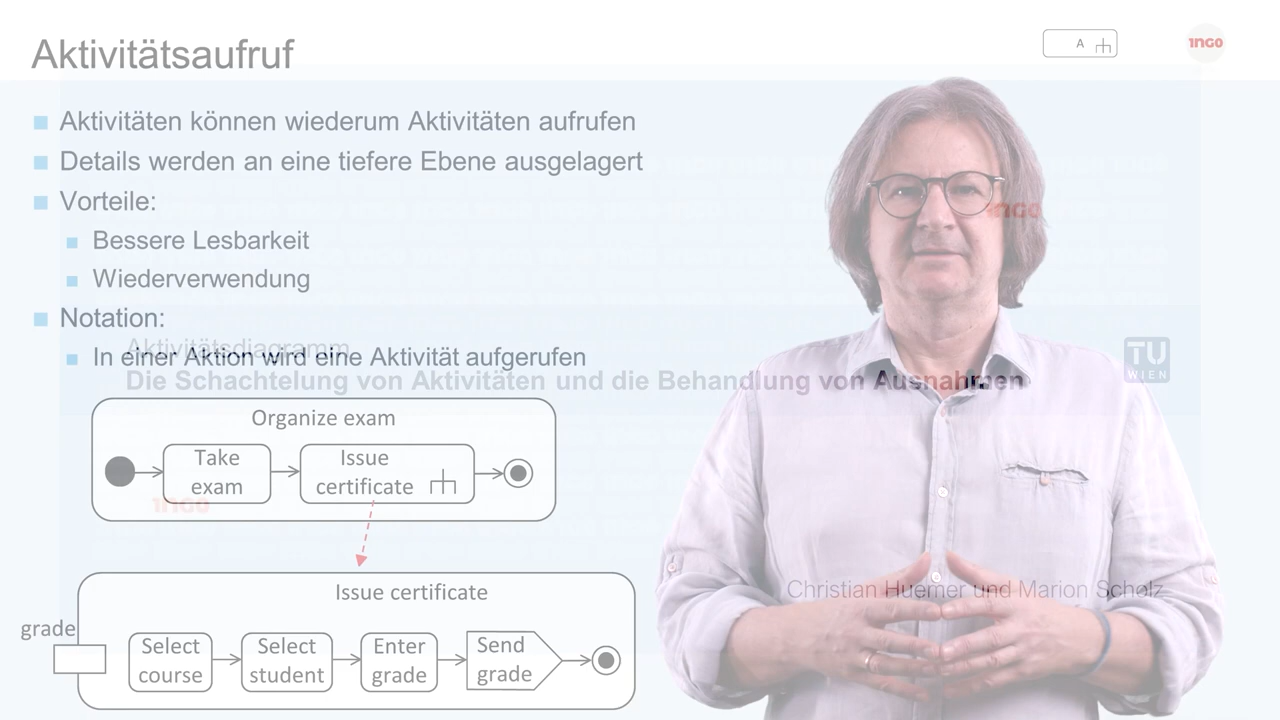 Aktivitätsaufruf
A
1NG0
Aktivitäten können wiederum Aktivitäten aufrufen
Details werden an eine tiefere Ebene ausgelagert
Vorteile:
1NG0
Bessere Lesbarkeit
Wiederverwendung
Notation:
Aktivitätsdiagramm
In einer Aktion wird eine Aktivität aufgerufen
TU
WIEN
Die Schachtelung von Aktivitäten und die Behandlung von Ausnahmen
Organize exam
Take
exam
Issue
certificate
1NG0
Issue certificate
Christian Huemer und Marion Scholz
grade
Select
course
Select
student
Enter
grade
Send
grade